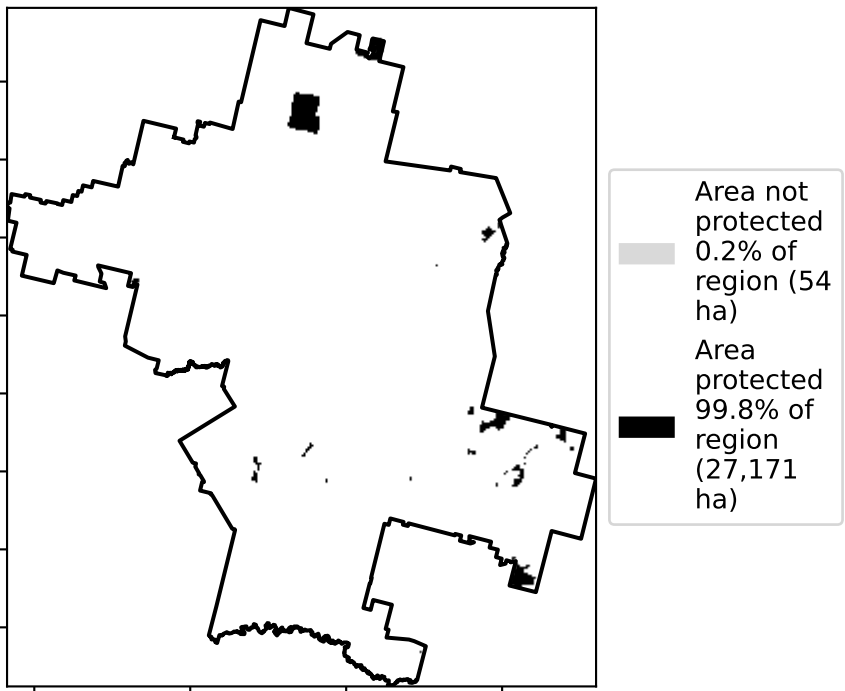 Area not
protected
0.2% of
region (54
ha)
Area
protected
99.8% of
region
(27,171
ha)